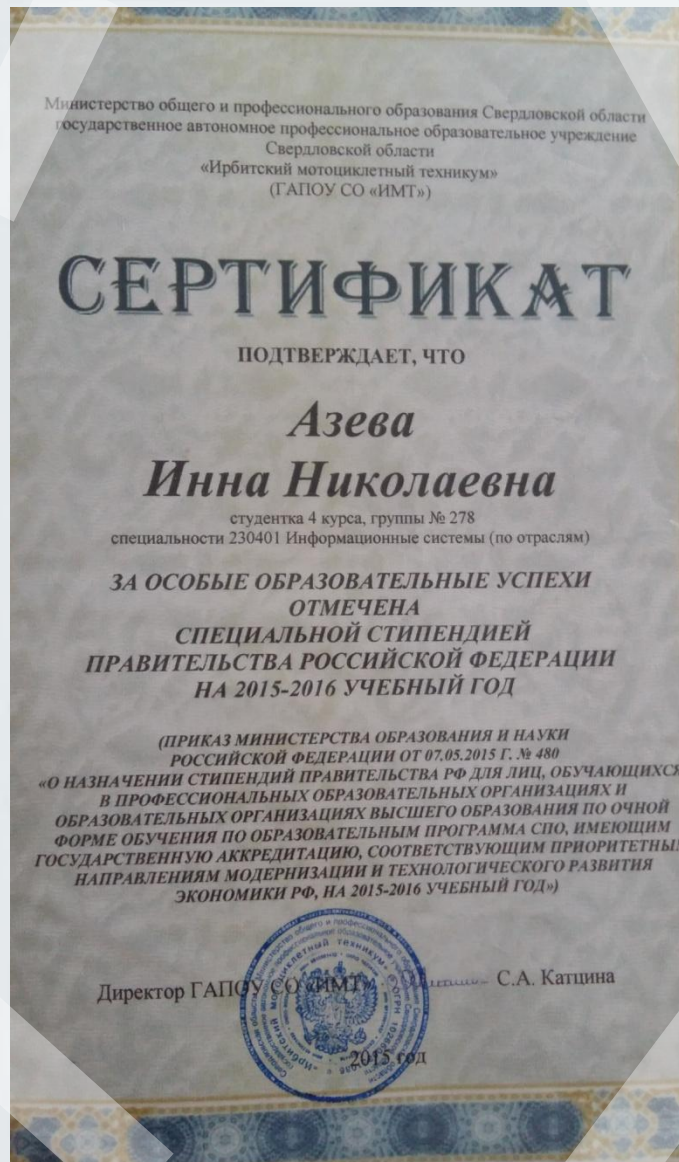 Министерство общего и профессионального образования Свердловской области
государственное автономное профессиональное образовательное учреждение
Свердловской области
«Ирбитский мотоциклетный техникум»
(ГАПОУ СО «ИМТ»)
СЕРТИФИКАТ
ПОДТВЕРЖДАЕТ, ЧТО
Азева
Инна Николаевна
студентка 4 курса, группы № 278
специальности 230401 Информационные системы (по отраслям)
ЗА ОСОБЫЕ ОБРАЗОВАТЕЛЬНЫЕ УСПЕХИ
ОТМЕЧЕНА
СПЕЦИАЛЬНОЙ СТИПЕНДИЕЙ
ПРАВИТЕЛЬСТВА РОССИЙСКОЙ ФЕДЕРАЦИИ
НА 2015-2016 УЧЕБНЫЙ ГОД
(ПРИКАЗ МИНИСТЕРСТВА ОБРАЗОВАНИЯ И НАУКИ
РОССИЙСКОЙ ФЕДЕРАЦИИ ОТ 07.05.2015 Г. № 480
«О НАЗНАЧЕНИИ СТИПЕНДИЙ ПРАВИТЕЛЬСТВА РФ ДЛЯ ЛИЦ, ОБУЧАЮЩИХСЯ
В ПРОФЕССИОНАЛЬНЫХ ОБРАЗОВАТЕЛЬНЫХ ОРГАНИЗАЦИЯХ И
ОБРАЗОВАТЕЛЬНЫХ ОРГАНИЗАЦИЯХ ВЫСШЕГО ОБРАЗОВАНИЯ ПО ОЧНОЙ
ФОРМЕ ОБУЧЕНИЯ ПО ОБРАЗОВАТЕЛЬНЫМ ПРОГРАММА СПО, ИМЕЮЩИМ
ГОСУДАРСТВЕННУЮ АККРЕДИТАЦИЮ, СООТВЕТСТВУЮЩИМ ПРИОРИТЕТНЫМ
НАПРАВЛЕНИЯМ МОДЕРНИЗАЦИИ И ТЕХНОЛОГИЧЕСКОГО РАЗВИТИЯ
ЭКОНОМИКИ РФ, НА 2015-2016 УЧЕБНЫЙ ГОД»)
Директор ГАПОУ СО «ИМТ» С.А. Катцина
«Ирбитский мотоциклетный техникум»
2015 год